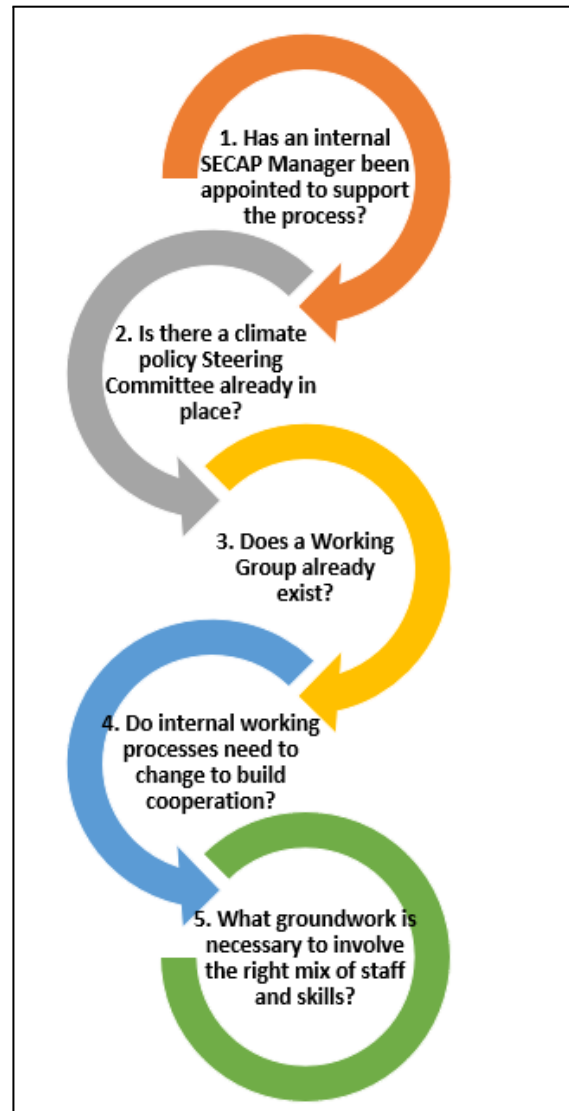 1. Has an internal
SECAP Manager been
appointed to support
the process?
2. Is there a climate
policy Steering
Committee already in
place?
3. Does a Working
Group already
exist?
4. Do internal working
processes need to
change to build
cooperation?
5. What groundwork is
necessary to involve
the right mix of staff
and skills?